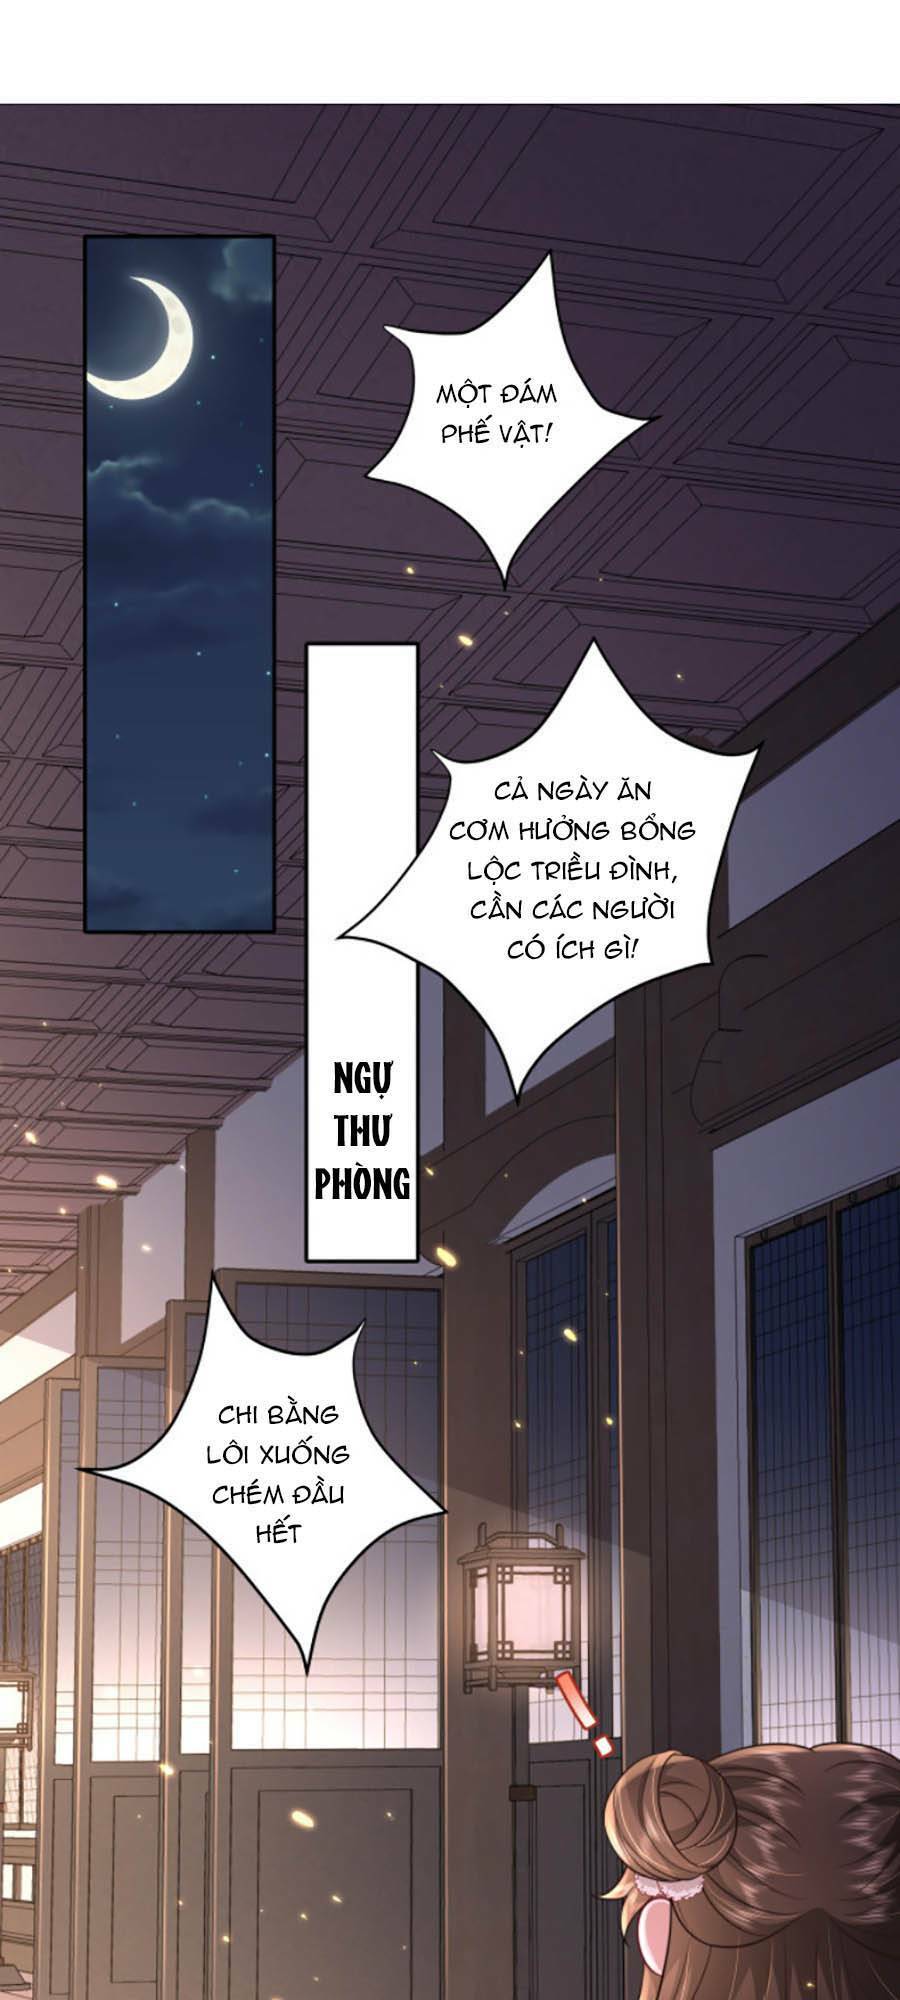 MỘT ĐÁM
PHẾ VẬT!
CẢ NGÀY ĂN
CƠM HƯỞNG BỔNG
LỘC TRIỀU ĐÌNH,
CẦN CÁC NGƯỜI
CÓ ÍCH GÌ!
NGỰ
THƯ
PHÒNG
CHI BẰNG
LÔI XUỐNG
CHÉM ĐẦU
HẾT